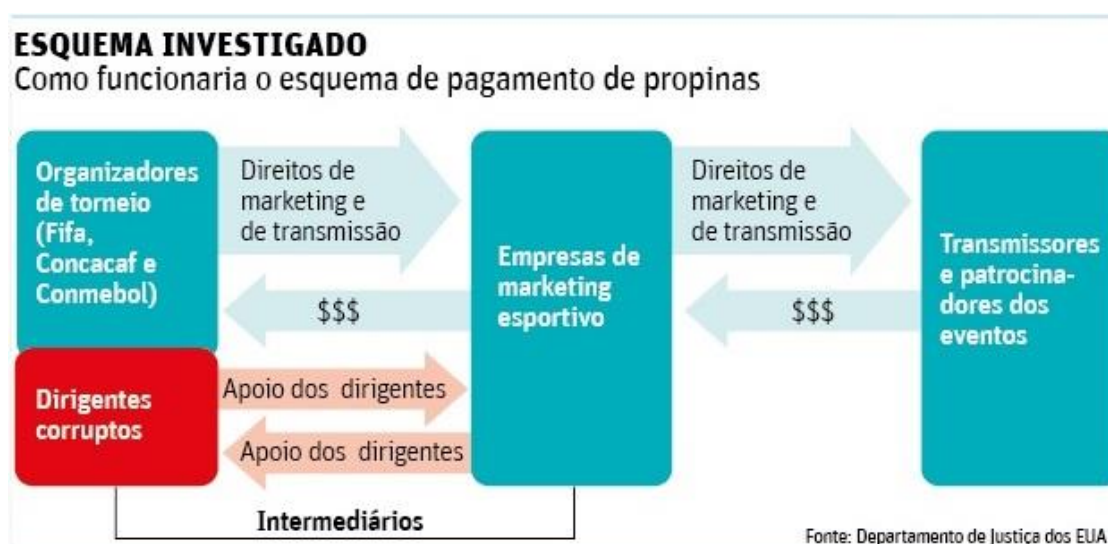 ESQUEMA INVESTIGADO
Como funcionaria o esquema de pagamento de propinas
Organizadores
de torneio
(Fifa,
Concacaf e
Conmebol)
Direitos de
marketing e
de transmissão
$$$
Empresas de
marketing
esportivo
Direitos de
marketing e
de transmissão
$$$
Transmissores
e patrocina-
dores dos
eventos
Dirigentes
corruptos
Apoio dos dirigentes
Apoio dos dirigentes
Intermediários
Fonte: Departamento de Justiça dos EUA